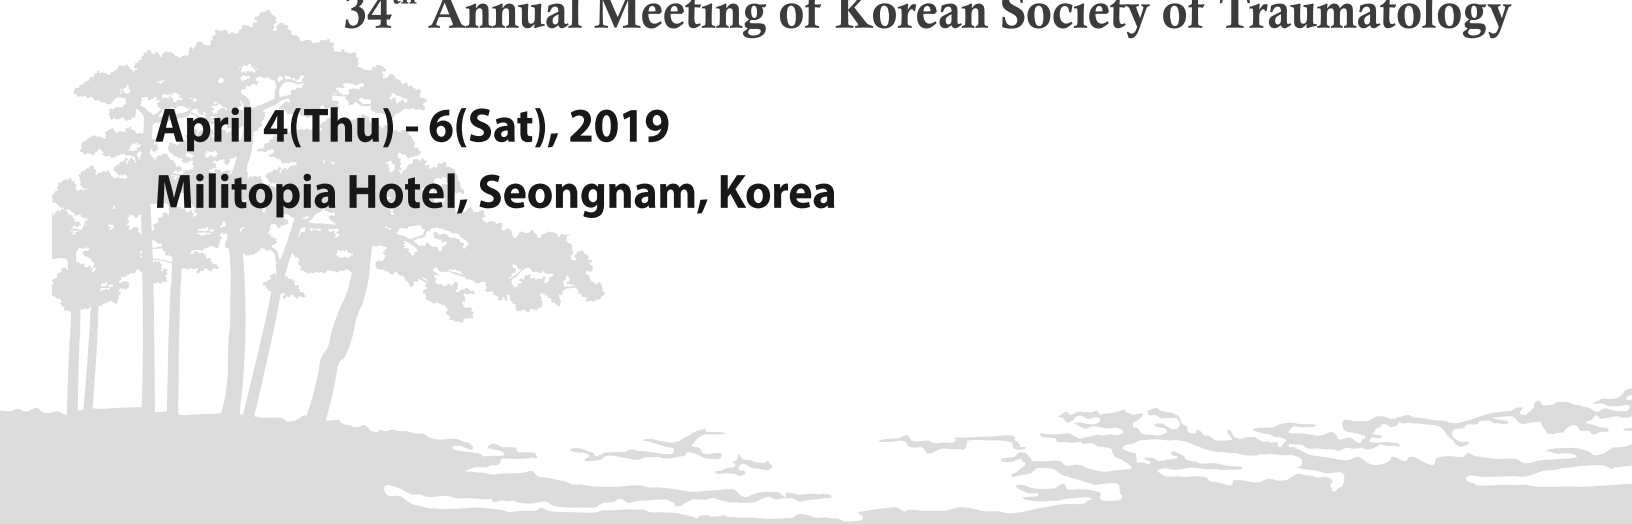 34th Annual Meeting of Korean Society of Traumatology
April 4(Thu) - 6(Sat), 2019
Militopia Hotel, Seongnam, Korea